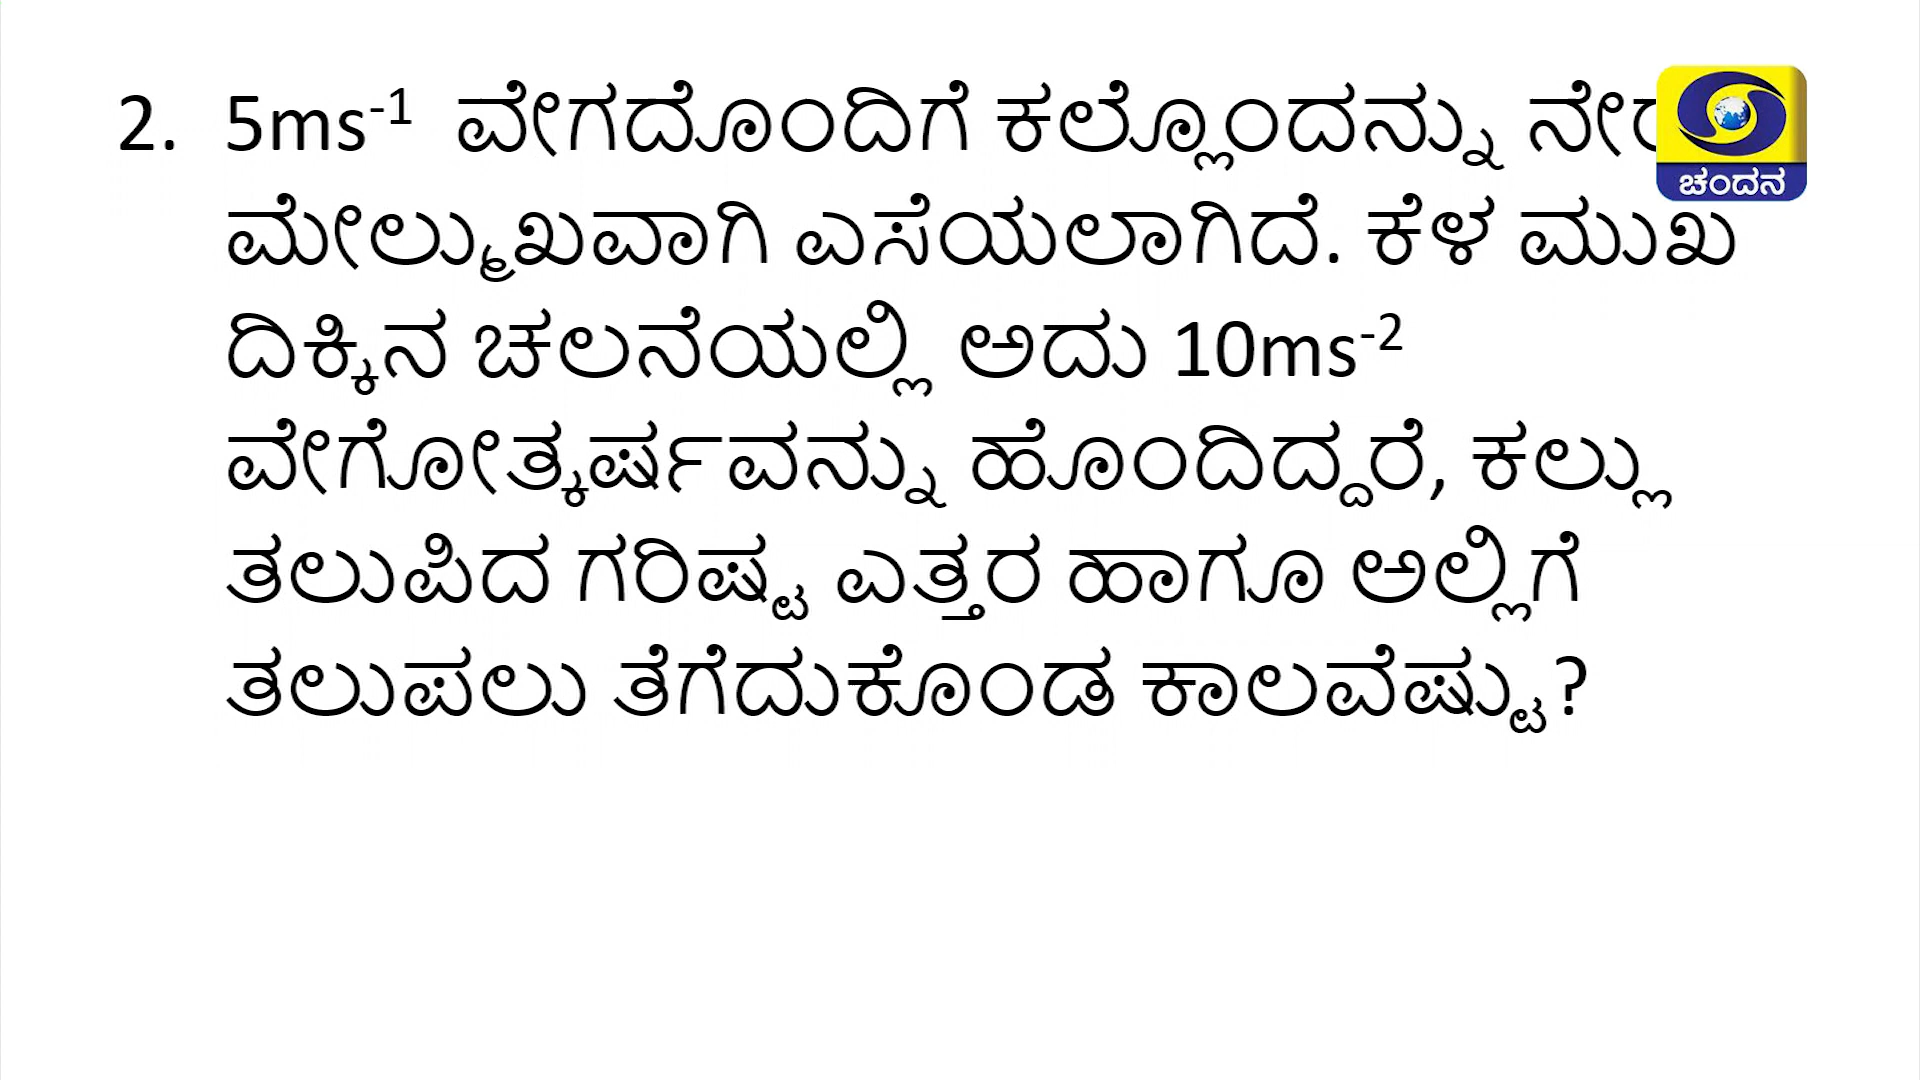 2. 5ms-1 ವೇಗದೊಂದಿಗೆ ಕಲ್ಲೊಂದನ್ನು
ಚಂದನ
ಮೇಲ್ಮುಖವಾಗಿ ಎಸೆಯಲಾಗಿದೆ. ಕೆಳ ಮುಖ
ದಿಕ್ಕಿನ ಚಲನೆಯಲ್ಲಿ ಅದು 10ms-2
ವೇಗೋತ್ಕರ್ಷವನ್ನು ಹೊಂದಿದ್ದರೆ, ಕಲ್ಲು
ತಲುಪಿದ ಗರಿಷ್ಟ ಎತ್ತರ ಹಾಗೂ ಅಲ್ಲಿಗೆ
ತಲುಪಲು ತೆಗೆದುಕೊಂಡ ಕಾಲವೆಷ್ಟು?